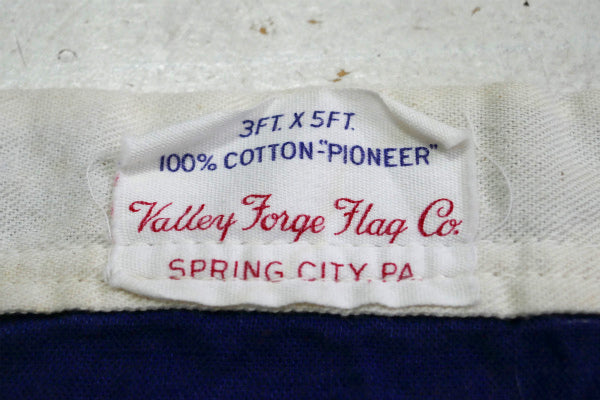 3FT. X 5FT.
100% COTTON-"PIONEER"
Valley Forge Flag Co.
SPRING CITY, PA.